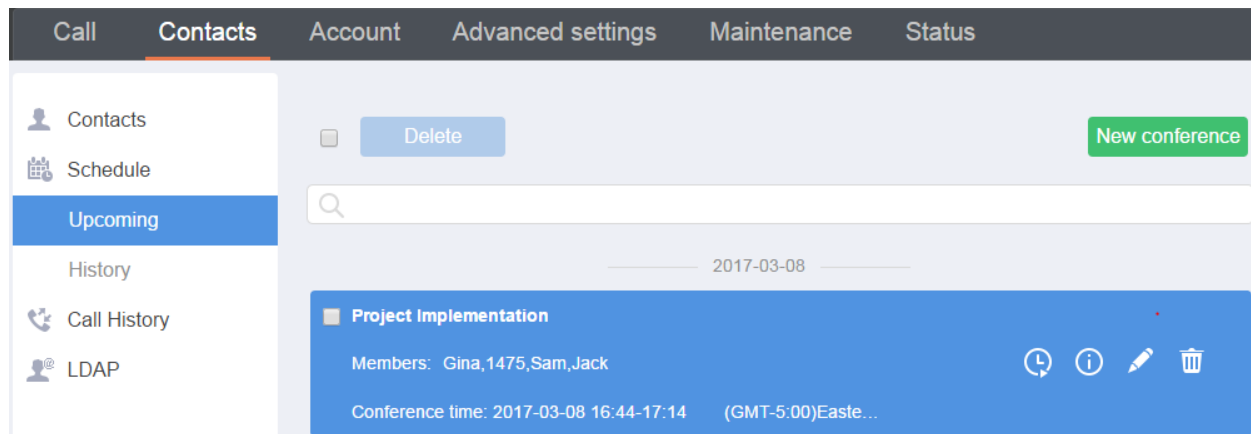 Call Contacts Account Advanced settings Maintenance Status
Contacts
Schedule
Upcoming
History
Call History
LDAP
Delete New conference
2017-03-08
Project Implementation
Members: Gina,1475,Sam,Jack
Conference time: 2017-03-08 16:44-17:14 (GMT-5:00)Easte...